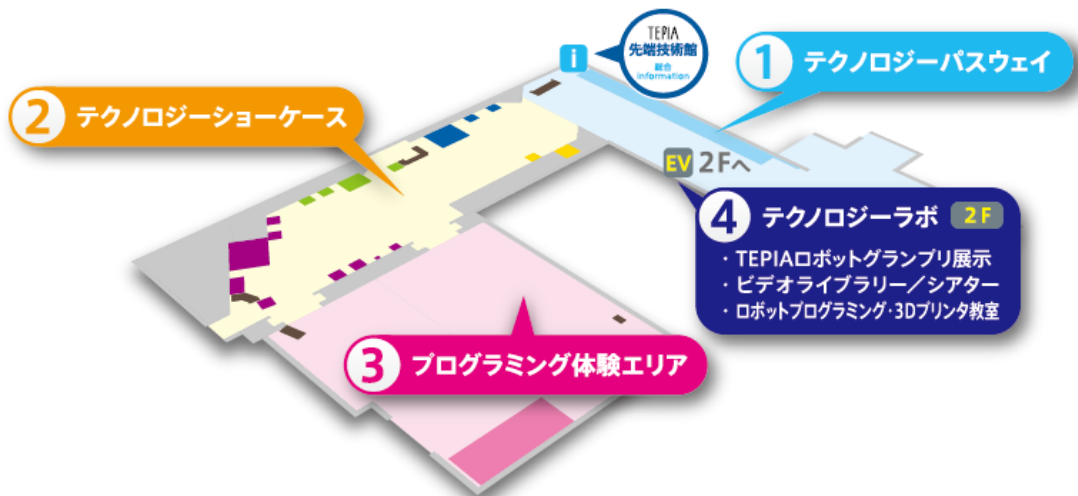 TEPIA
先端技術館
総合
information
i
1 テクノロジーパスウェイ
2 テクノロジーショーケース
EV 2Fへ
4 テクノロジーラボ 2F
・TEPIAロボットグランプリ展示
・ビデオライブラリー／シアター
・ロボットプログラミング・3Dプリンタ教室
3 プログラミング体験エリア